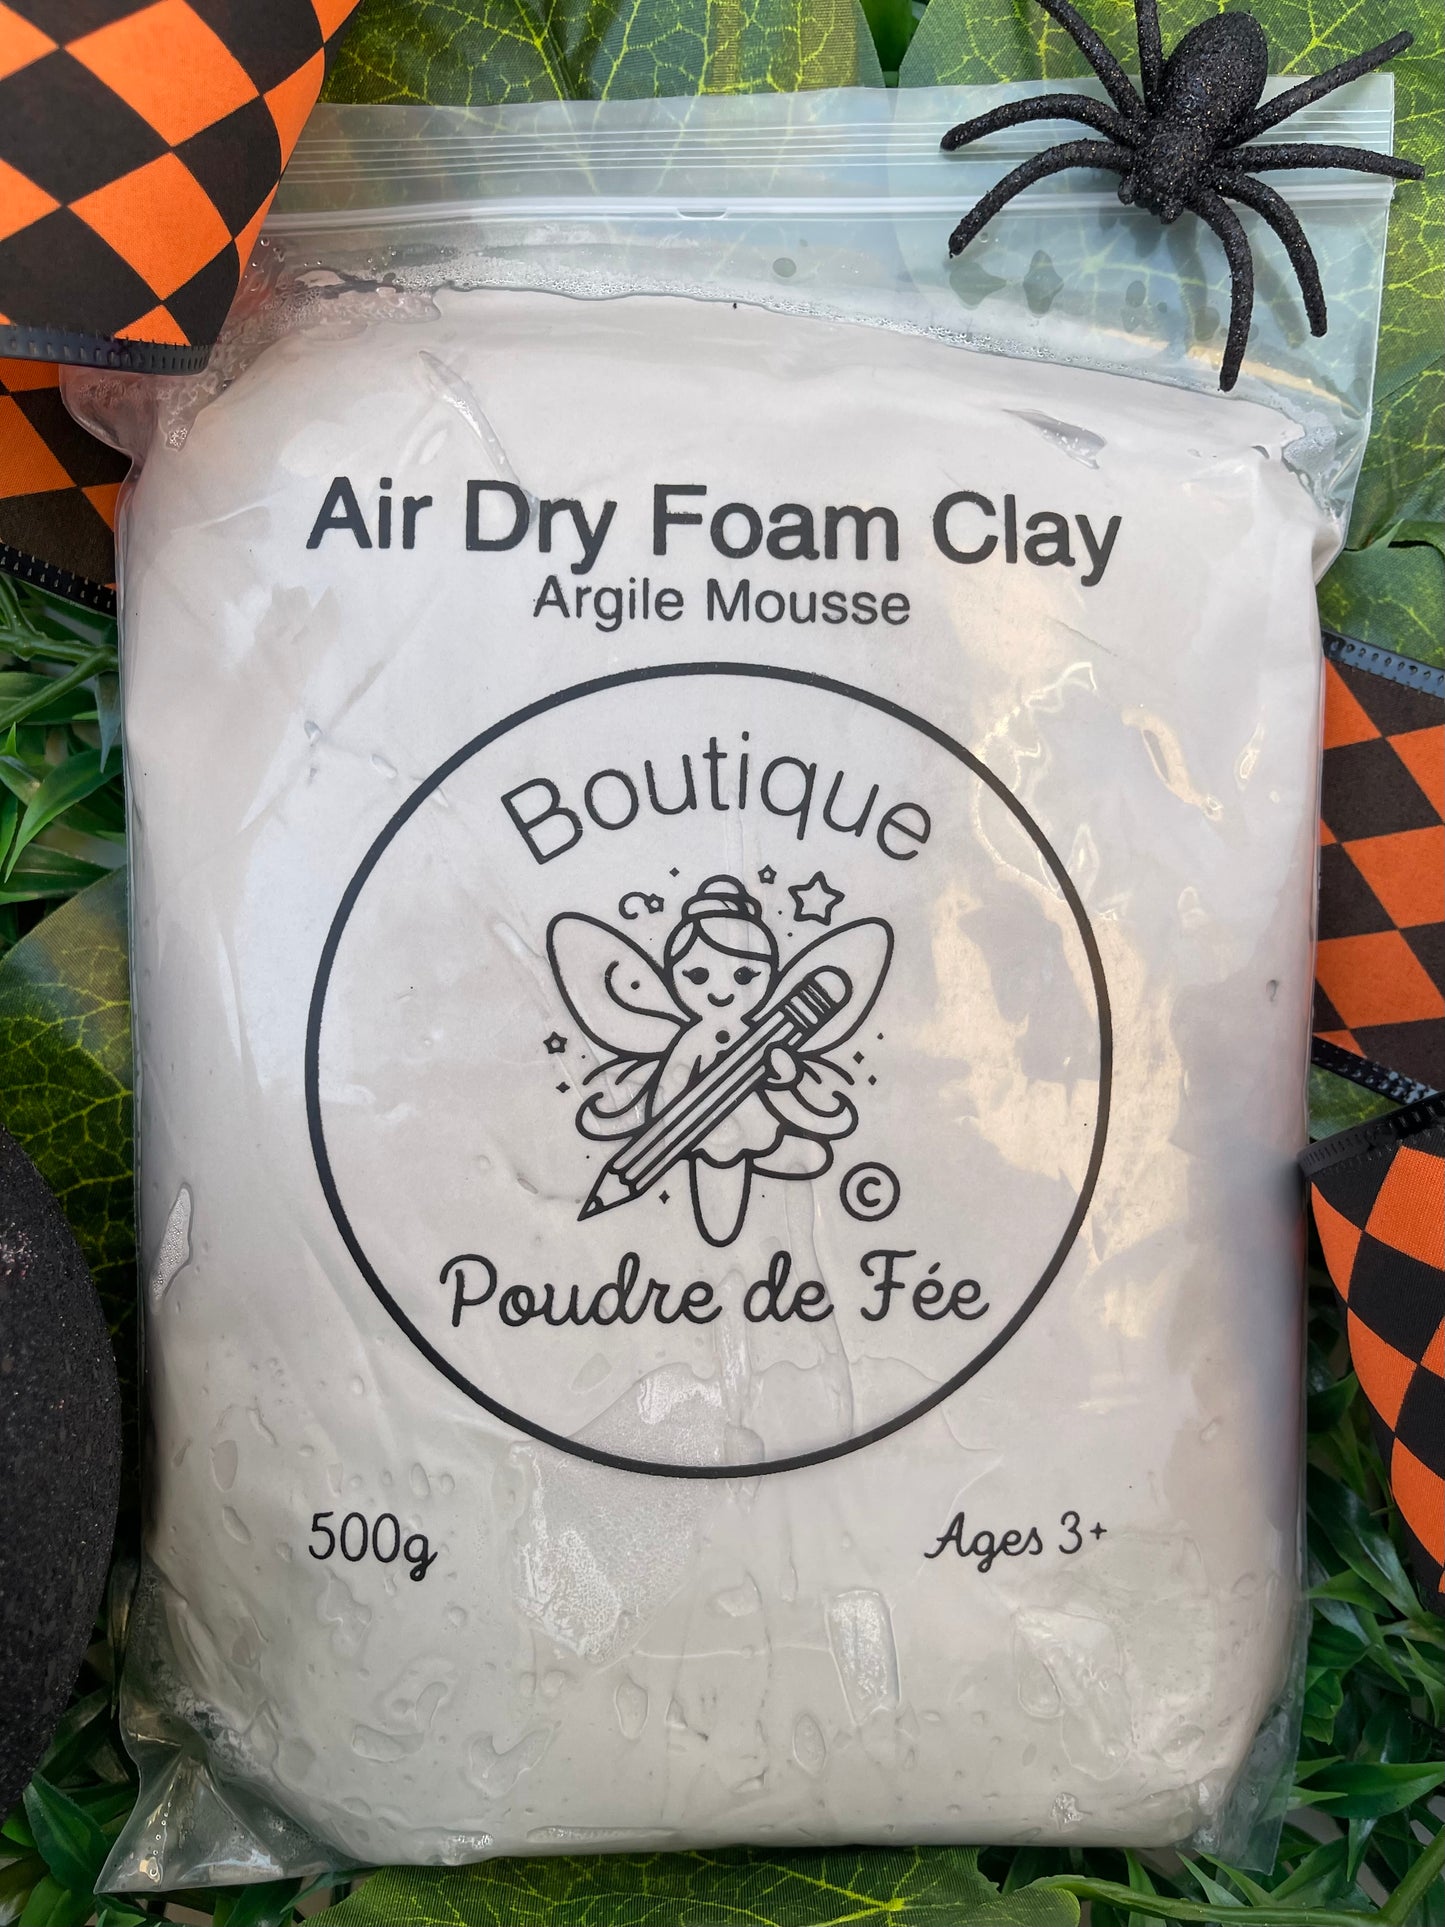 Air Dry Foam Clay
Argile Mousse
Boutique
©
Poudre de Fée
500g
Ages 3+